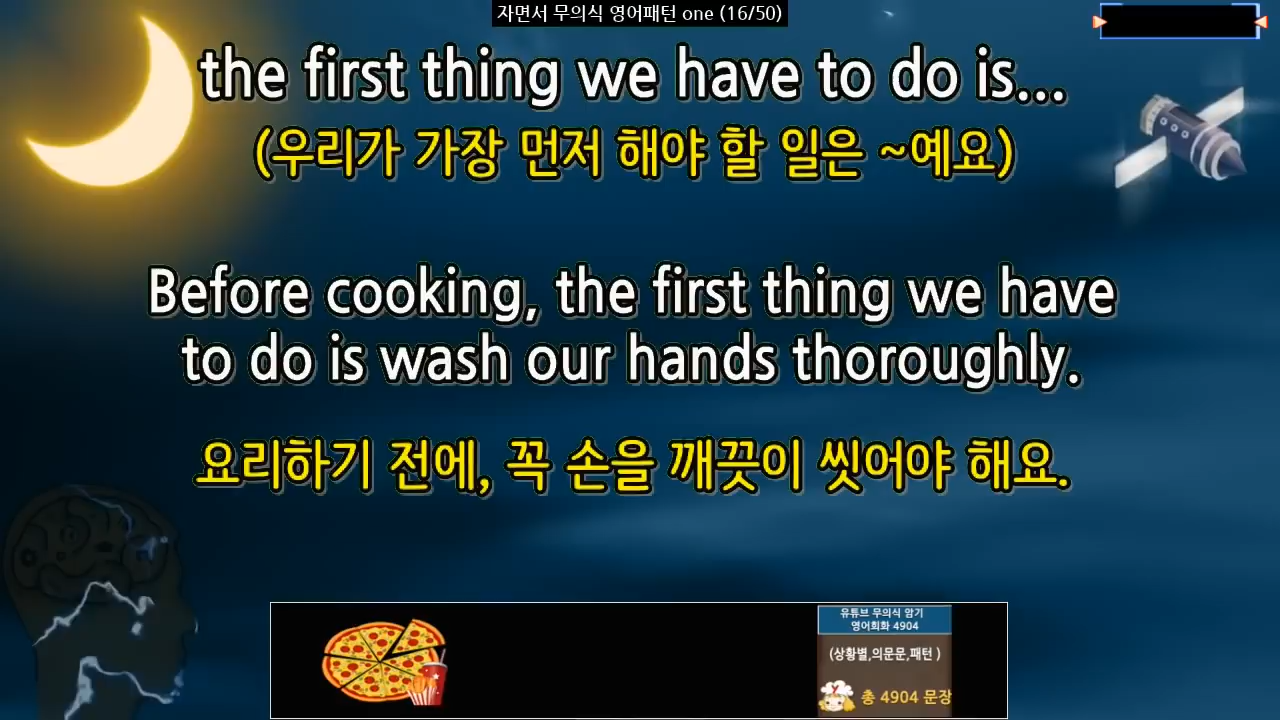 자면서 무의식 영어패턴 one (16/50)
the first thing we have to do is...
(우리가 가장 먼저 해야 할 일은 ~예요)
Before cooking, the first thing we have
to do is wash our hands thoroughly.
요리하기 전에, 꼭 손을 깨끗이 씻어야 해요.
유튜브 무의식 암기
영어회화 4904
(상황별,의문문,패턴 )
총 4904 문장